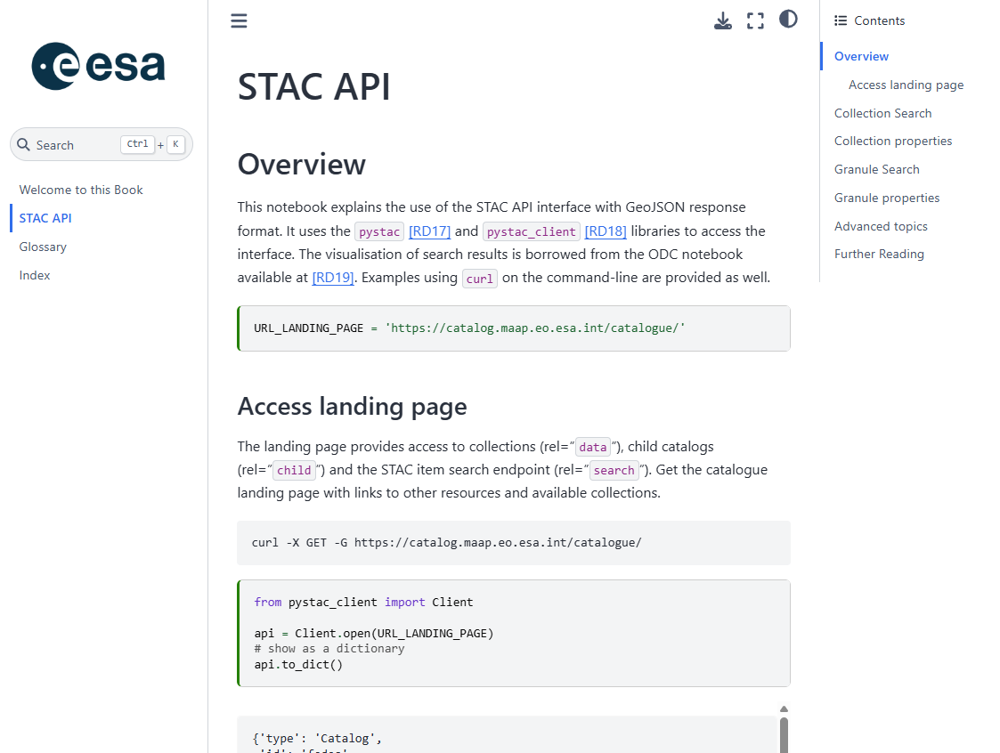 esa
Search Ctrl + K
Welcome to this Book
STAC API
Glossary
Index
STAC API
Overview
This notebook explains the use of the STAC API interface with GeoJSON response
format. It uses the pystac [RD17] and pystac_client [RD18] libraries to access the
interface. The visualisation of search results is borrowed from the ODC notebook
available at [RD19]. Examples using curl on the command-line are provided as well.
URL_LANDING_PAGE = 'https://catalog.maap.eo.esa.int/catalogue/'
Access landing page
The landing page provides access to collections (rel=“data”), child catalogs
(rel=“child”) and the STAC item search endpoint (rel=“search”). Get the catalogue
landing page with links to other resources and available collections.
curl -X GET -G https://catalog.maap.eo.esa.int/catalogue/
from pystac_client import Client
api = Client.open(URL_LANDING_PAGE)
# show as a dictionary
api.to_dict()
{'type': 'Catalog',
Contents
Overview
Access landing page
Collection Search
Collection properties
Granule Search
Granule properties
Advanced topics
Further Reading